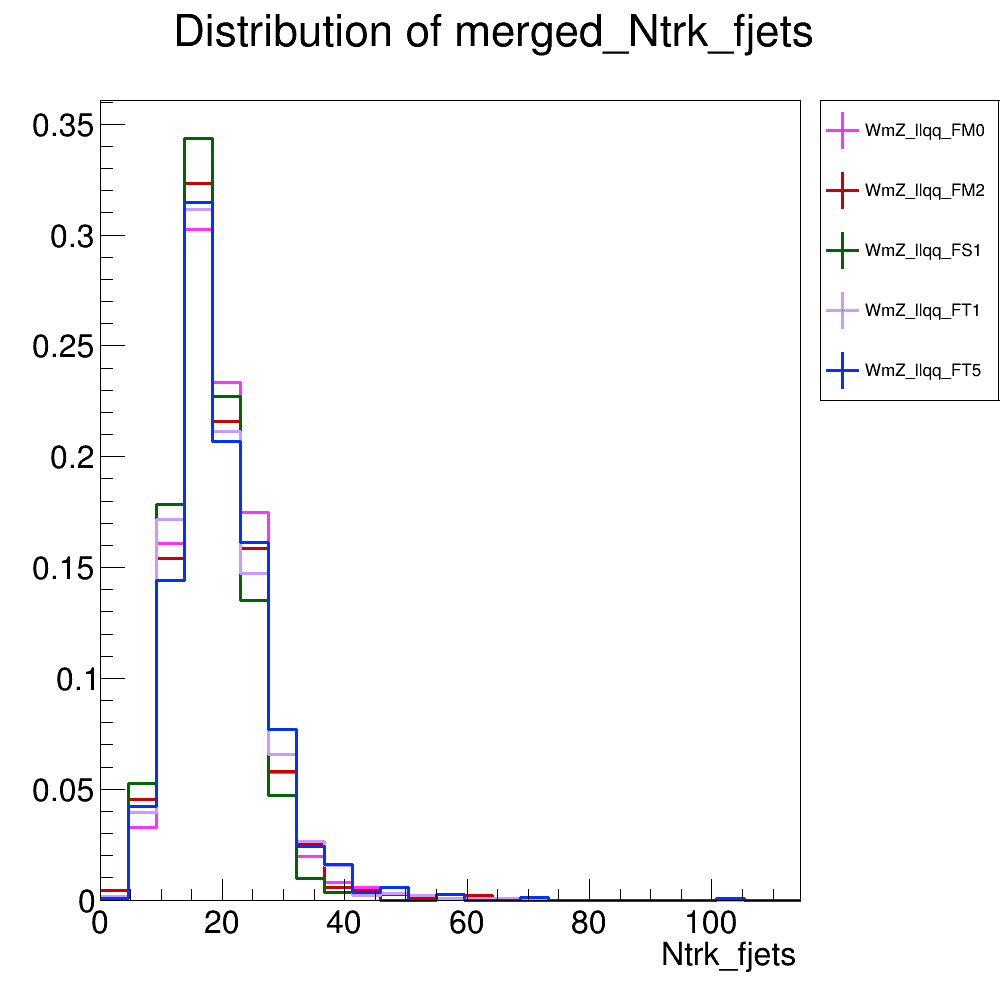 Distribution of merged_Ntrk_fjets
0.35
0.3
0.25
0.2
0.15
0.1
0.05
0
0 20 40 60 80 100
Ntrk_fjets
WmZ_llqq_FM0
WmZ_llqq_FM2
WmZ_llqq_FS1
WmZ_llqq_FT1
WmZ_llqq_FT5